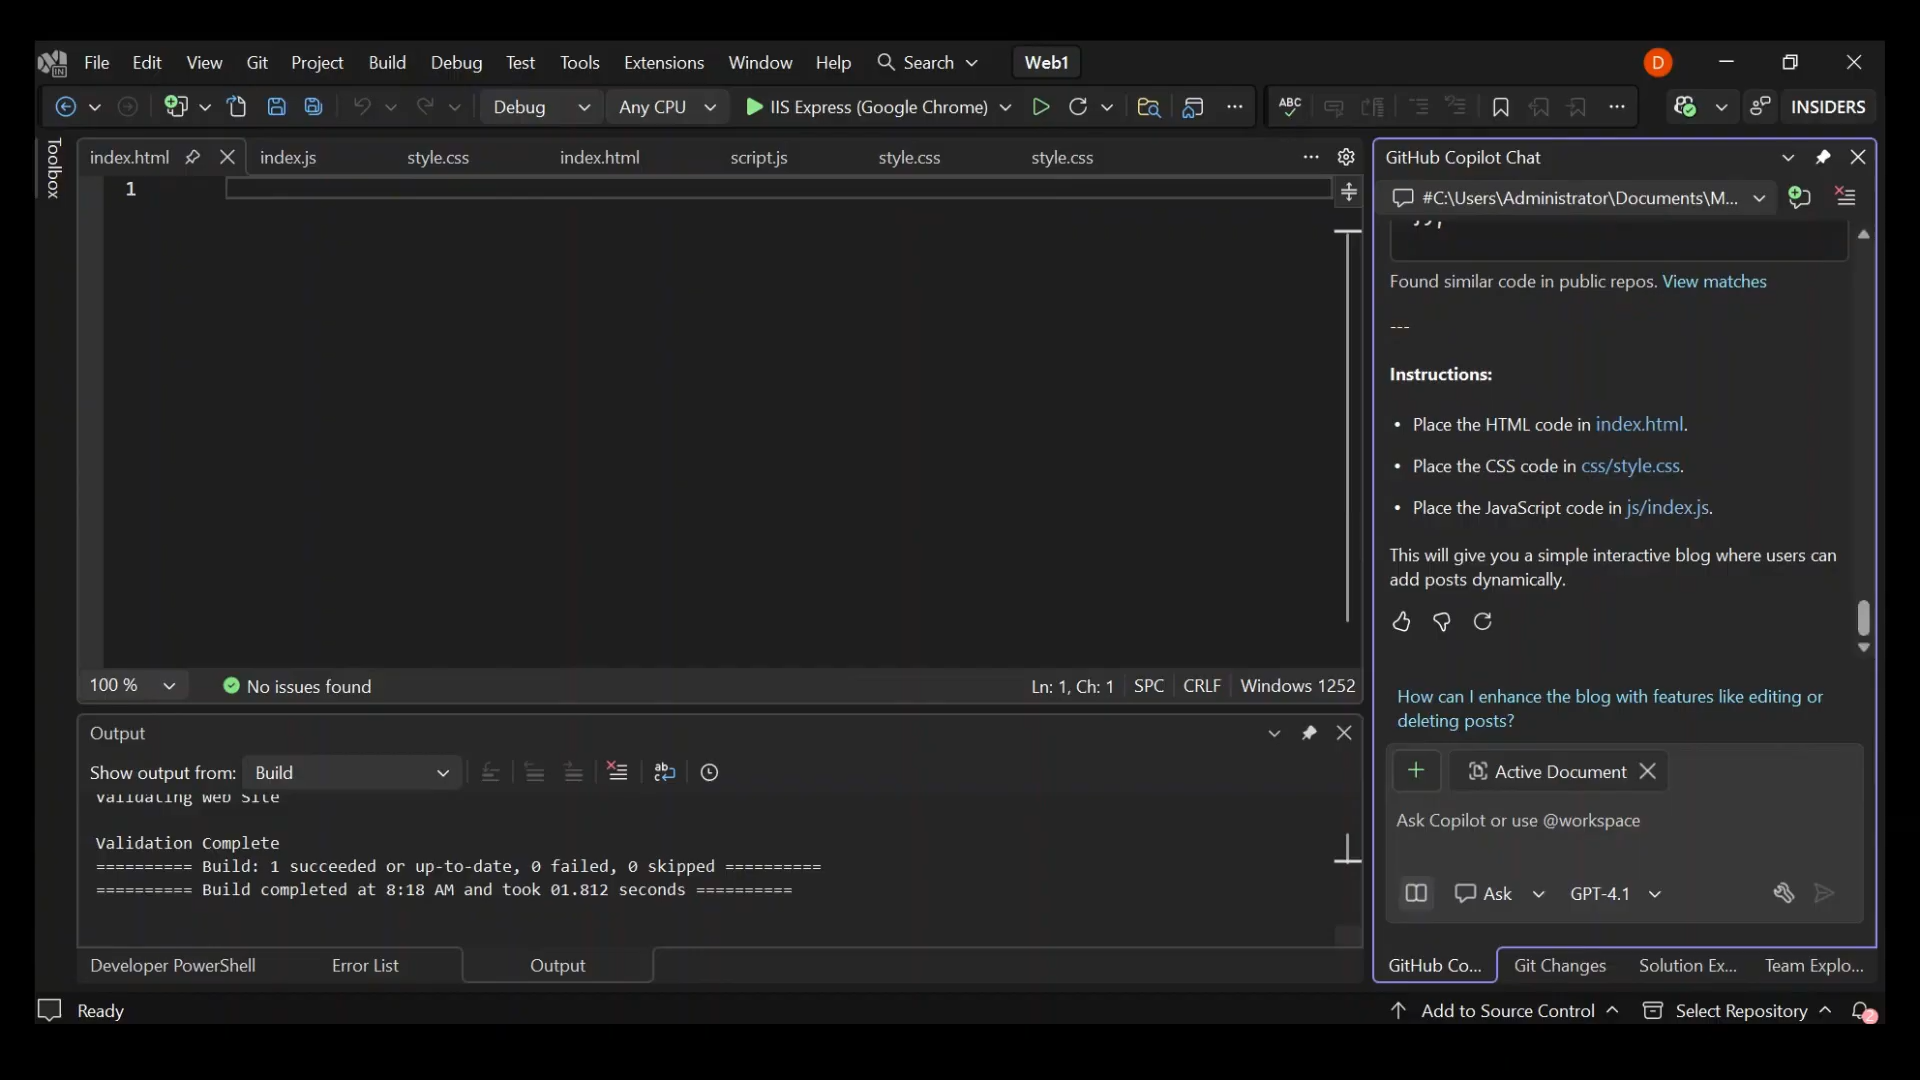 File Edit View Git Project Build Debug Test Tools Extensions Window Help Search Web1 D
Debug Any CPU IIS Express (Google Chrome) ABC INSIDERS
Toolbox
index.html index.js style.css index.html script.js style.css style.css
1
100 % No issues found Ln: 1, Ch: 1 SPC CRLF Windows 1252
Output
Show output from: Build
Validating Web Site
Validation Complete
========== Build: 1 succeeded or up-to-date, 0 failed, 0 skipped ==========
========== Build completed at 8:18 AM and took 01.812 seconds ==========
Developer PowerShell Error List Output
GitHub Copilot Chat
#C:\Users\Administrator\Documents\M...
Found similar code in public repos. View matches
---
Instructions:
• Place the HTML code in index.html.
• Place the CSS code in css/style.css.
• Place the JavaScript code in js/index.js.
This will give you a simple interactive blog where users can
add posts dynamically.
How can I enhance the blog with features like editing or
deleting posts?
Active Document
Ask Copilot or use @workspace
Ask GPT-4.1
GitHub Co... Git Changes Solution Ex... Team Explo...
Ready Add to Source Control Select Repository 2